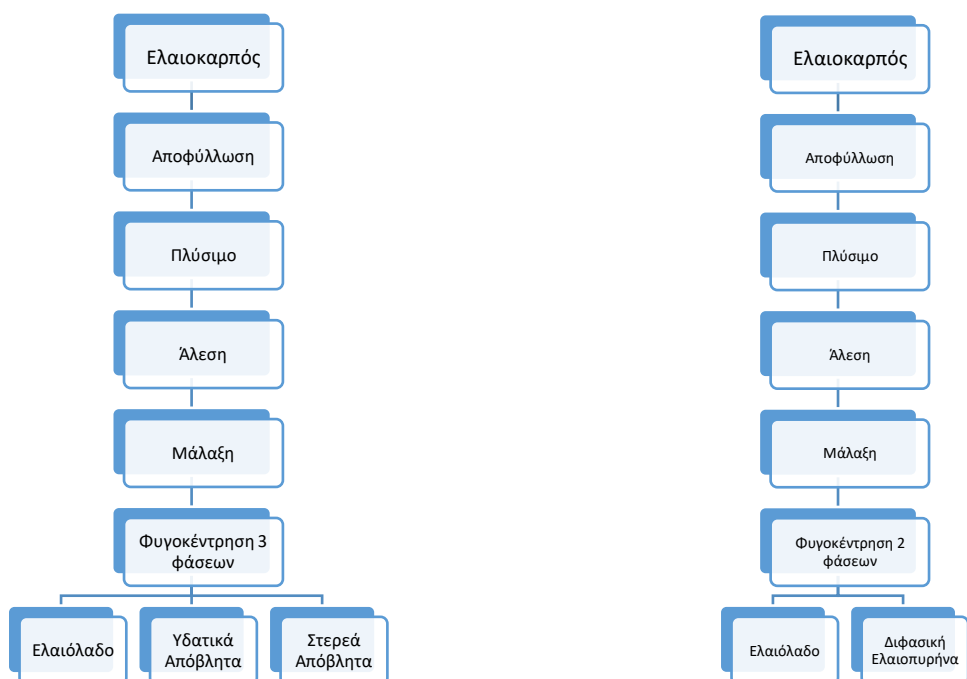 Ελαιοκαρπός
Αποφύλλωση
Πλύσιμο
Άλεση
Μάλαξη
Φυγοκέντρηση 3
φάσεων
Ελαιόλαδο
Υδατικά
Απόβλητα
Στερεά
Απόβλητα
Ελαιοκαρπός
Αποφύλλωση
Πλύσιμο
Άλεση
Μάλαξη
Φυγοκέντρηση 2
φάσεων
Ελαιόλαδο
Διφασική
Ελαιοπυρήνα